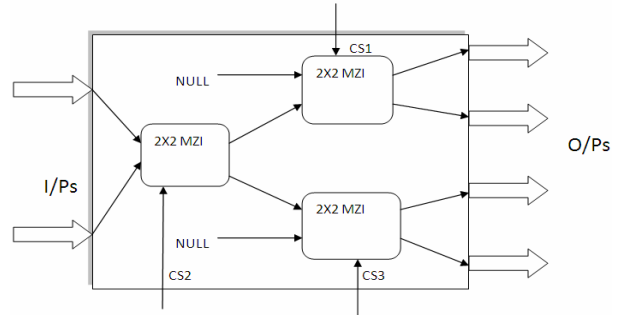 CS1
2X2 MZI
NULL
2X2 MZI
O/Ps
I/Ps
2X2 MZI
NULL
CS2
CS3